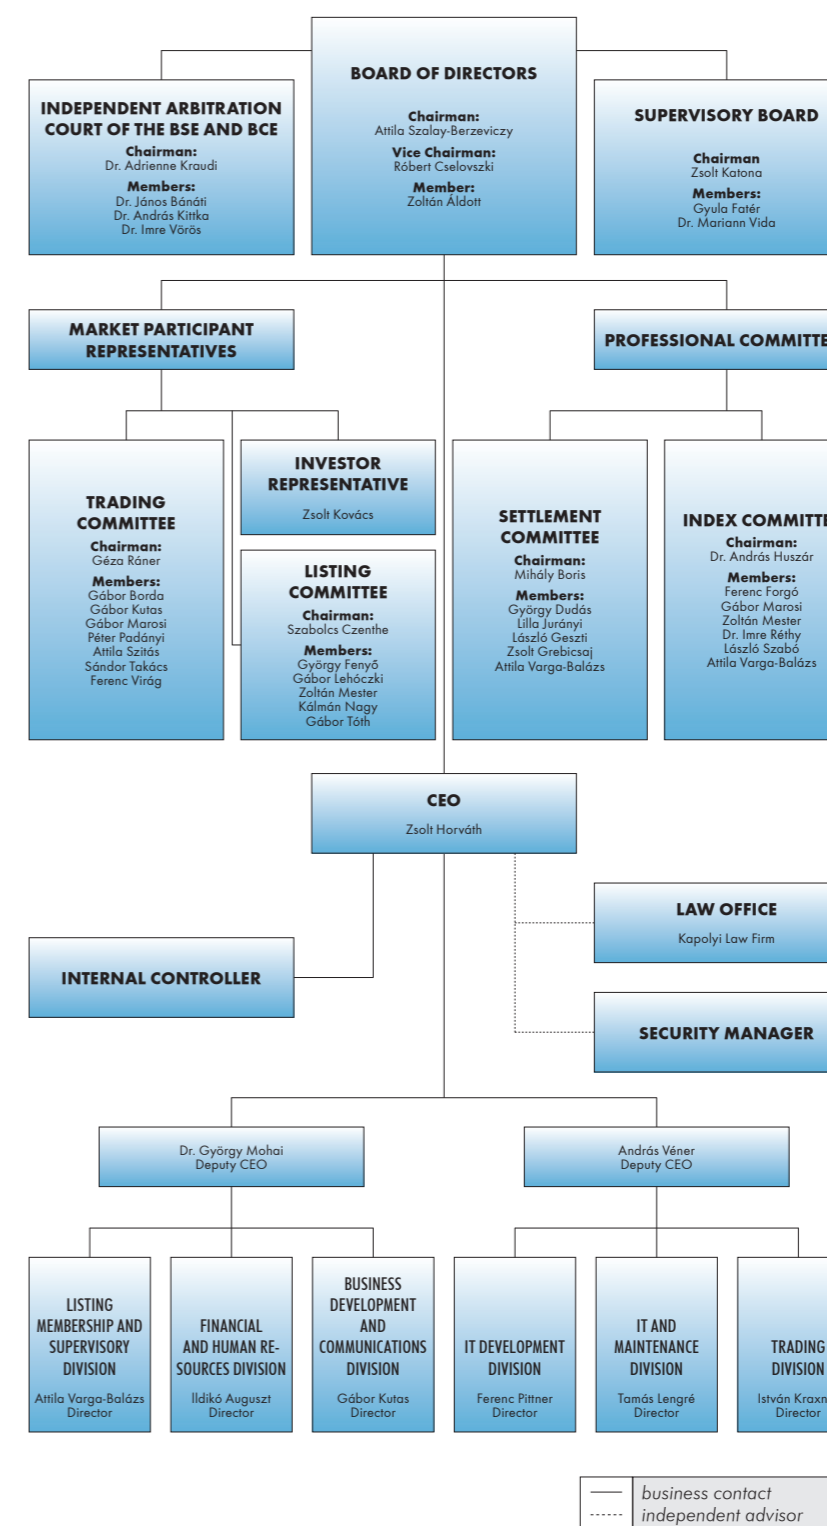 BOARD OF DIRECTORS
Chairman:
Attila Szalay-Berzeviczy
Vice Chairman:
Róbert Cselovszki
Member:
Zoltán Áldott
INDEPENDENT ARBITRATION
COURT OF THE BSE AND BCE
Chairman:
Dr. Adrienne Kraudi
Members:
Dr. János Bánáti
Dr. András Kittka
Dr. Imre Vörös
SUPERVISORY BOARD
Chairman
Zsolt Katona
Members:
Gyula Fatér
Dr. Mariann Vida
MARKET PARTICIPANT
REPRESENTATIVES
PROFESSIONAL COMMITTE
TRADING
COMMITTEE
Chairman:
Géza Ráner
Members:
Gábor Borda
Gábor Kutas
Gábor Marosi
Péter Padányi
Attila Szitás
Sándor Takács
Ferenc Virág
INVESTOR
REPRESENTATIVE
Zsolt Kovács
LISTING
COMMITTEE
Chairman:
Szabolcs Czenthe
Members:
György Fenyő
Gábor Lehóczki
Zoltán Mester
Kálmán Nagy
Gábor Tóth
SETTLEMENT
COMMITTEE
Chairman:
Mihály Boris
Members:
György Dudás
Lilla Jurányi
László Geszti
Zsolt Grebicsaj
Attila Varga-Balázs
INDEX COMMITTE
Chairman:
Dr. András Huszár
Members:
Ferenc Forgó
Gábor Marosi
Zoltán Mester
Dr. Imre Réthy
László Szabó
Attila Varga-Balázs
CEO
Zsolt Horváth
LAW OFFICE
Kapolyi Law Firm
INTERNAL CONTROLLER
SECURITY MANAGER
Dr. György Mohai
Deputy CEO
András Véner
Deputy CEO
LISTING
MEMBERSHIP AND
SUPERVISORY
DIVISION
Attila Varga-Balázs
Director
FINANCIAL
AND HUMAN RE-
SOURCES DIVISION
Ildikó Auguszt
Director
BUSINESS
DEVELOPMENT
AND
COMMUNICATIONS
DIVISION
Gábor Kutas
Director
IT DEVELOPMENT
DIVISION
Ferenc Pittner
Director
IT AND
MAINTENANCE
DIVISION
Tamás Lengré
Director
TRADING
DIVISION
István Kraxn
Director
business contact
independent advisor